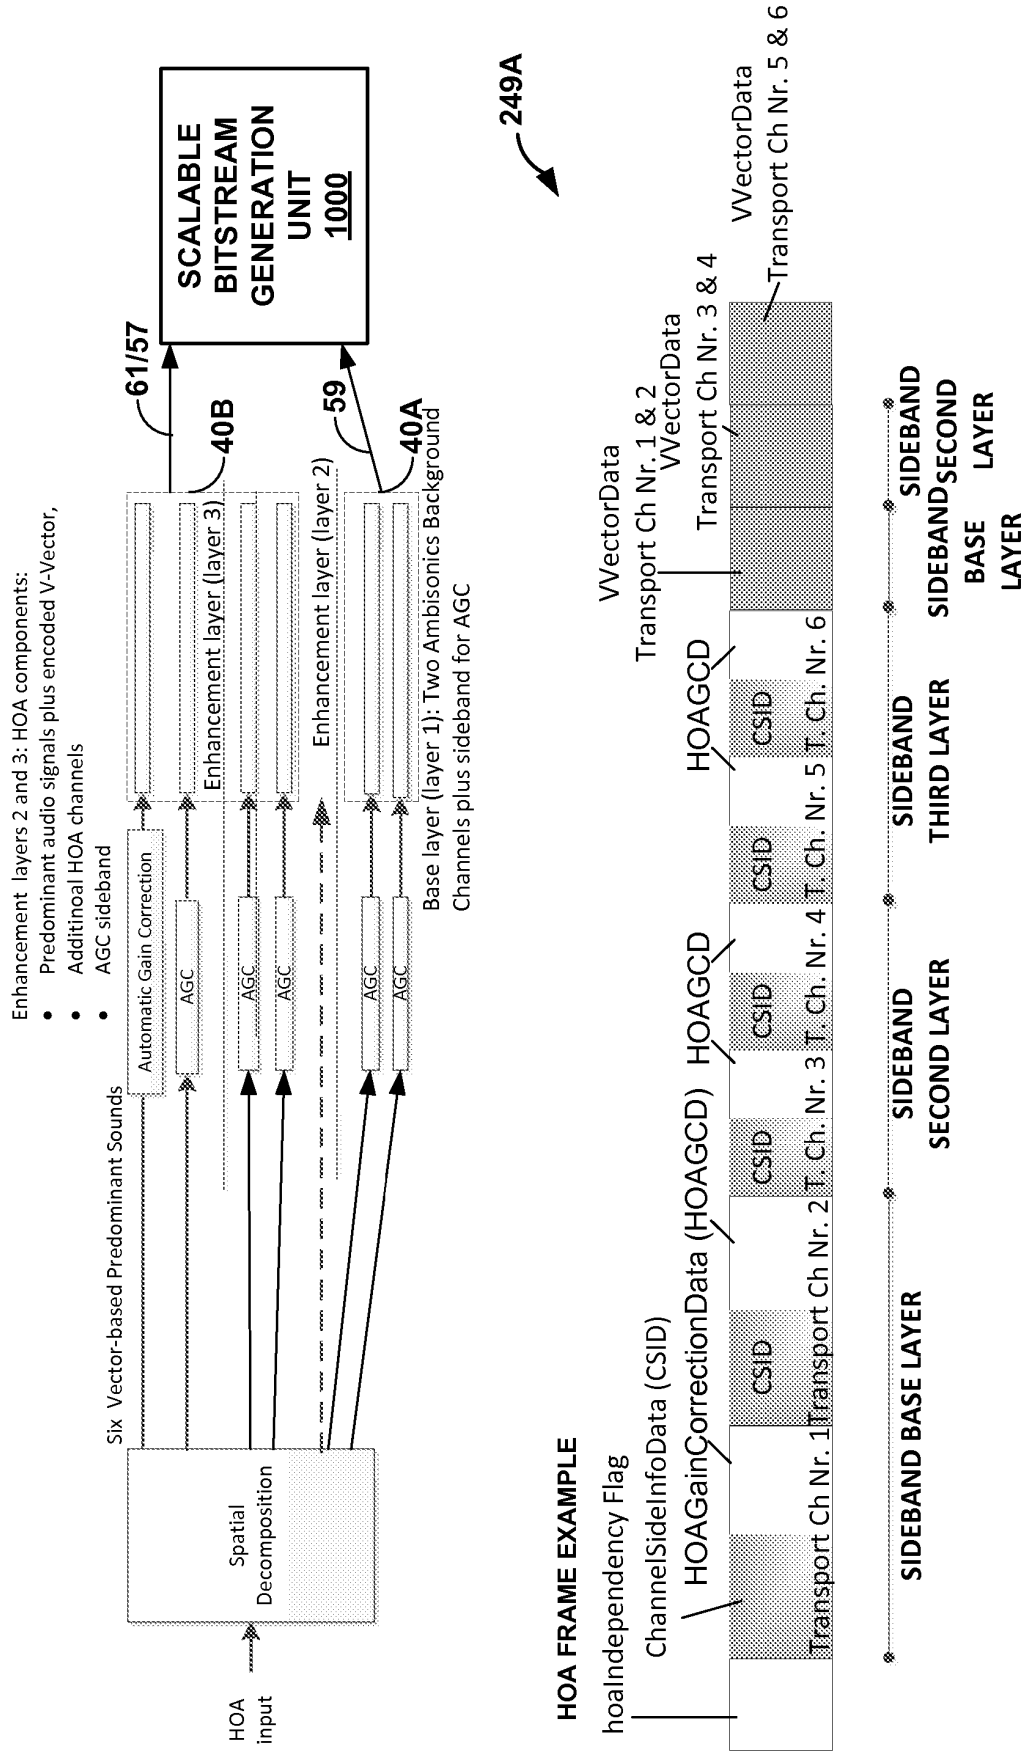 Enhancement layers 2 and 3: HOA components:
• Predominant audio signals plus encoded V-Vector,
• Additinoal HOA channels
• AGC sideband
Six Vector-based Predominant Sounds
HOA
input
Spatial
Decomposition
Automatic Gain Correction
AGC
AGC
AGC
AGC
AGC
Enhancement layer (layer 3)
Enhancement layer (layer 2)
Base layer (layer 1): Two Ambisonics Background
Channels plus sideband for AGC
61/57
40B
59
40A
SCALABLE
BITSTREAM
GENERATION
UNIT
1000
249A
HOA FRAME EXAMPLE
hoaIndependency Flag
ChannelSideInfoData (CSID)
HOAGainCorrectionData (HOAGCD)
HOAGCD
HOAGCD
VVectorData
Transport Ch Nr. 1 & 2
VVectorData
Transport Ch Nr. 3 & 4
VVectorData
Transport Ch Nr. 5 & 6
CSID
CSID
CSID
CSID
CSID
Transport Ch Nr. 1
Transport Ch Nr. 2
T. Ch. Nr. 3
T. Ch. Nr. 4
T. Ch. Nr. 5
T. Ch. Nr. 6
SIDEBAND BASE LAYER
SIDEBAND
SECOND LAYER
SIDEBAND
THIRD LAYER
SIDEBAND
BASE
LAYER
SIDEBAND
SECOND
LAYER